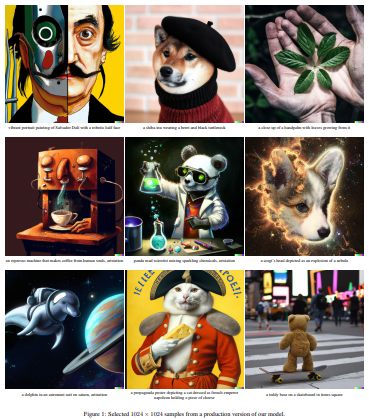 vibrant portrait painting of Salvador Dalí with a robotic half face
a shiba inu wearing a beret and black turtleneck
a close up of a handpalm with leaves growing from it
an espresso machine that makes coffee from human souls, artstation
panda mad scientist mixing sparkling chemicals, artstation
a corgi's head depicted as an explosion of a nebula
a dolphin in an astronaut suit on saturn, artstation
a propaganda poster depicting a cat dressed as french emperor
napoleon holding a piece of cheese
a teddy bear on a skateboard in times square
Figure 1: Selected 1024 × 1024 samples from a production version of our model.